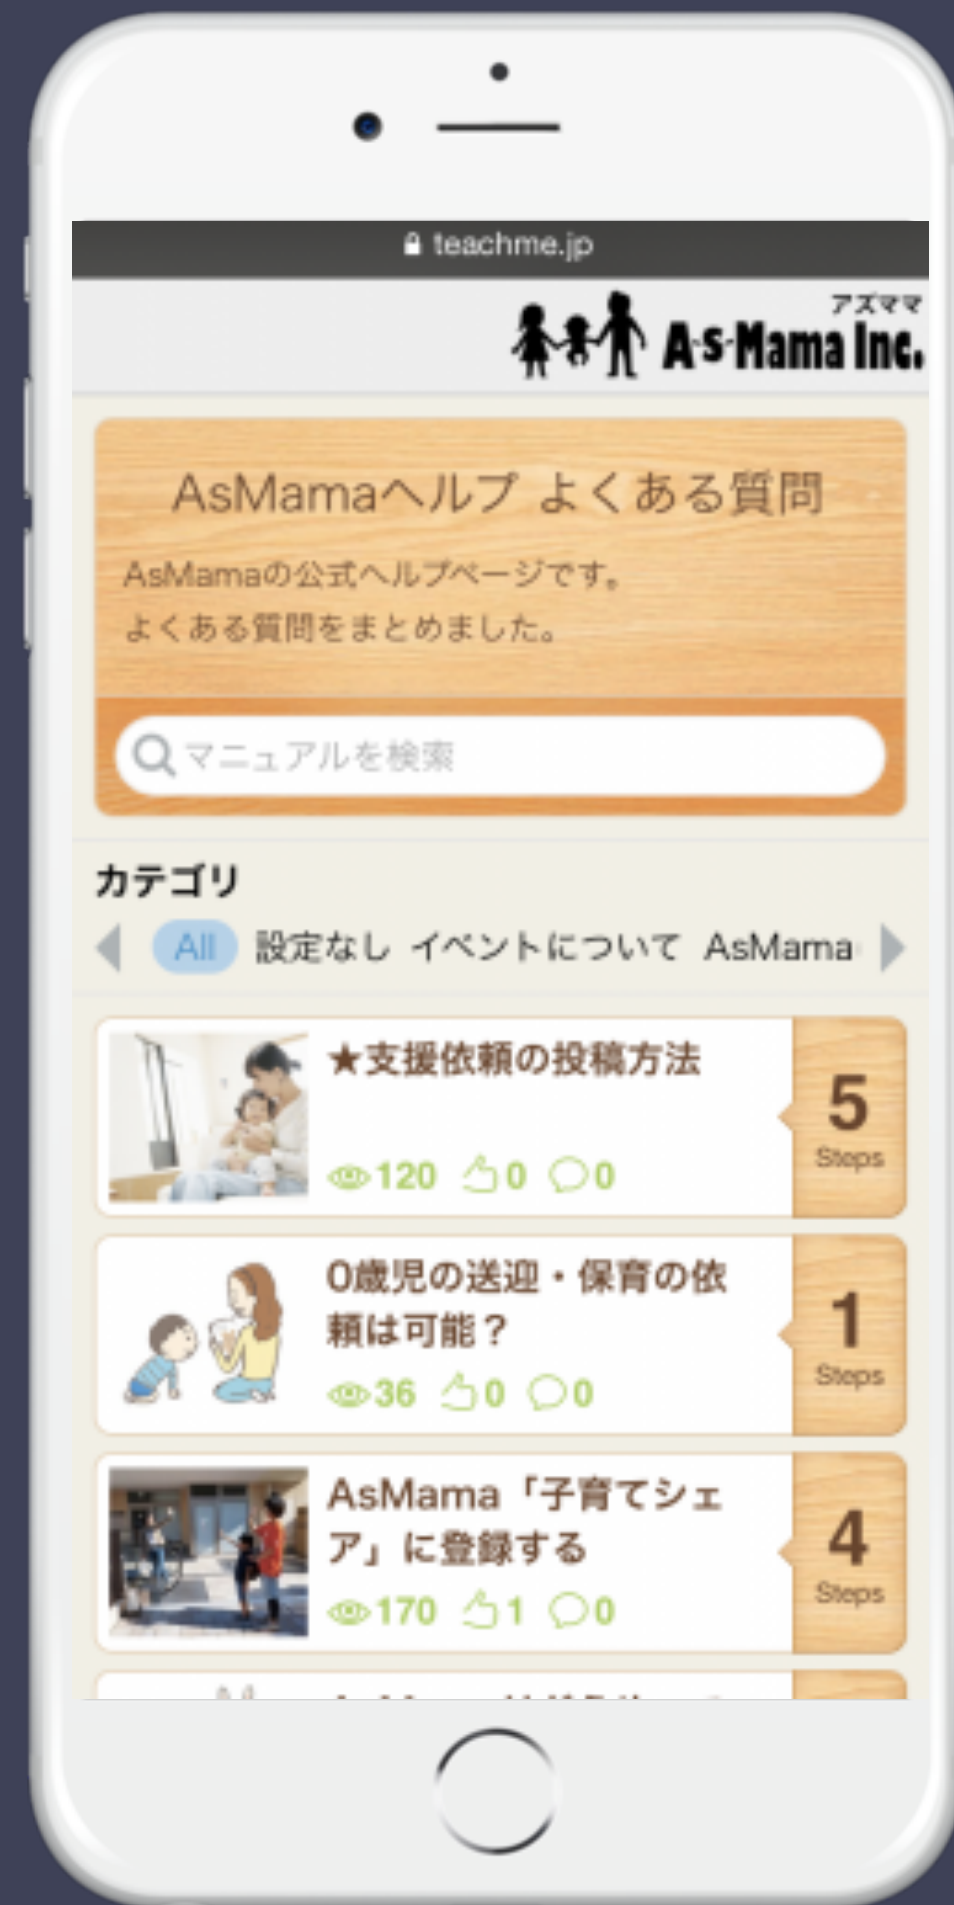 teachme.jp
アズママ
AsMama Inc.
AsMamaヘルプ よくある質問
AsMamaの公式ヘルプページです。
よくある質問をまとめました。
マニュアルを検索
カテゴリ
All 設定なし イベントについて AsMama
★支援依頼の投稿方法
120 0 0
5
Steps
0歳児の送迎・保育の依
頼は可能？
36 0 0
1
Steps
AsMama「子育てシェ
ア」に登録する
170 1 0
4
Steps